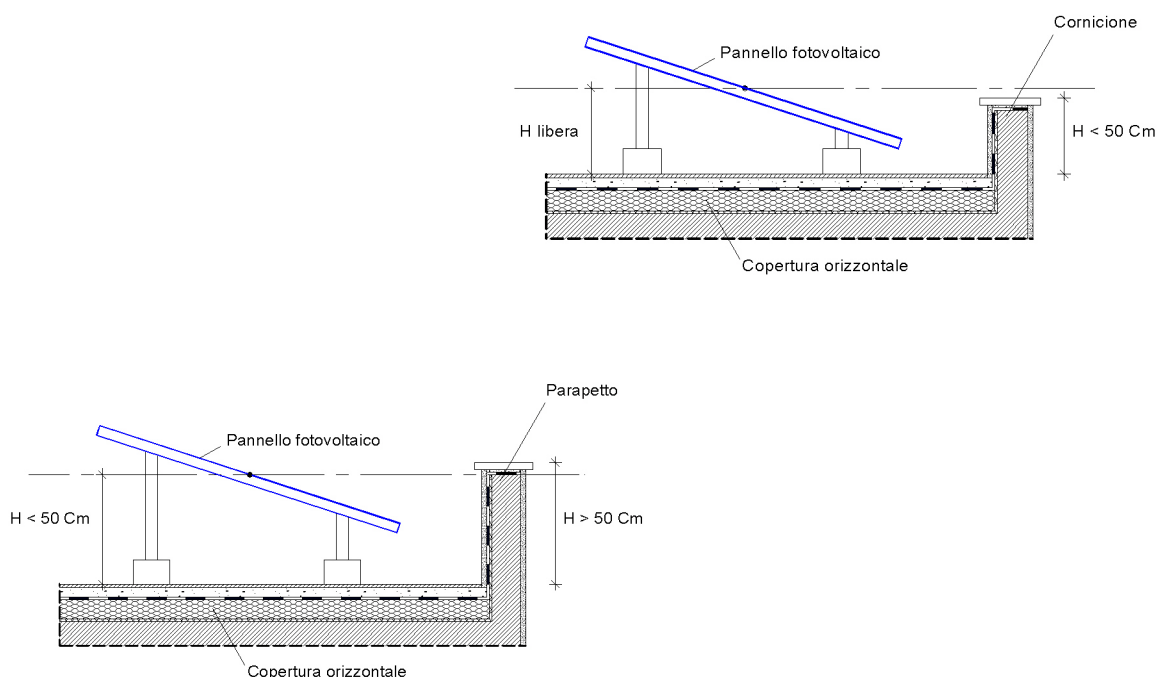 Cornicione
Pannello fotovoltaico
H libera
H < 50 Cm
Copertura orizzontale
Parapetto
Pannello fotovoltaico
H < 50 Cm
H > 50 Cm
Copertura orizzontale